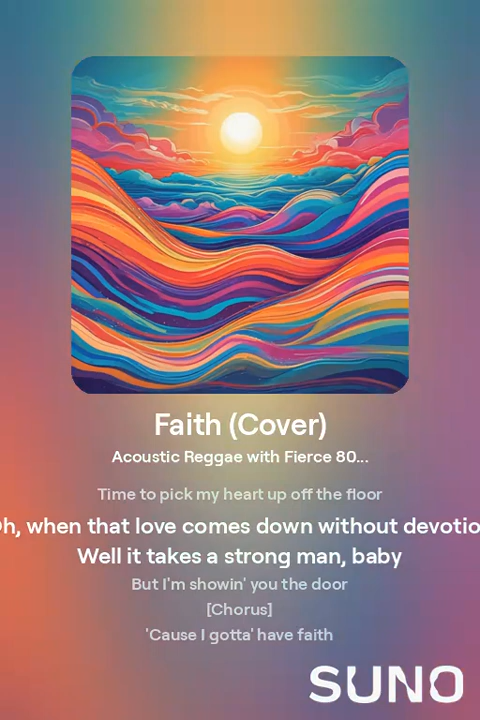 Faith (Cover)
Acoustic Reggae with Fierce 80...
Time to pick my heart up off the floor
h, when that love comes down without devotio
Well it takes a strong man, baby
But I'm showin' you the door
[Chorus]
'Cause I gotta' have faith
SUNO